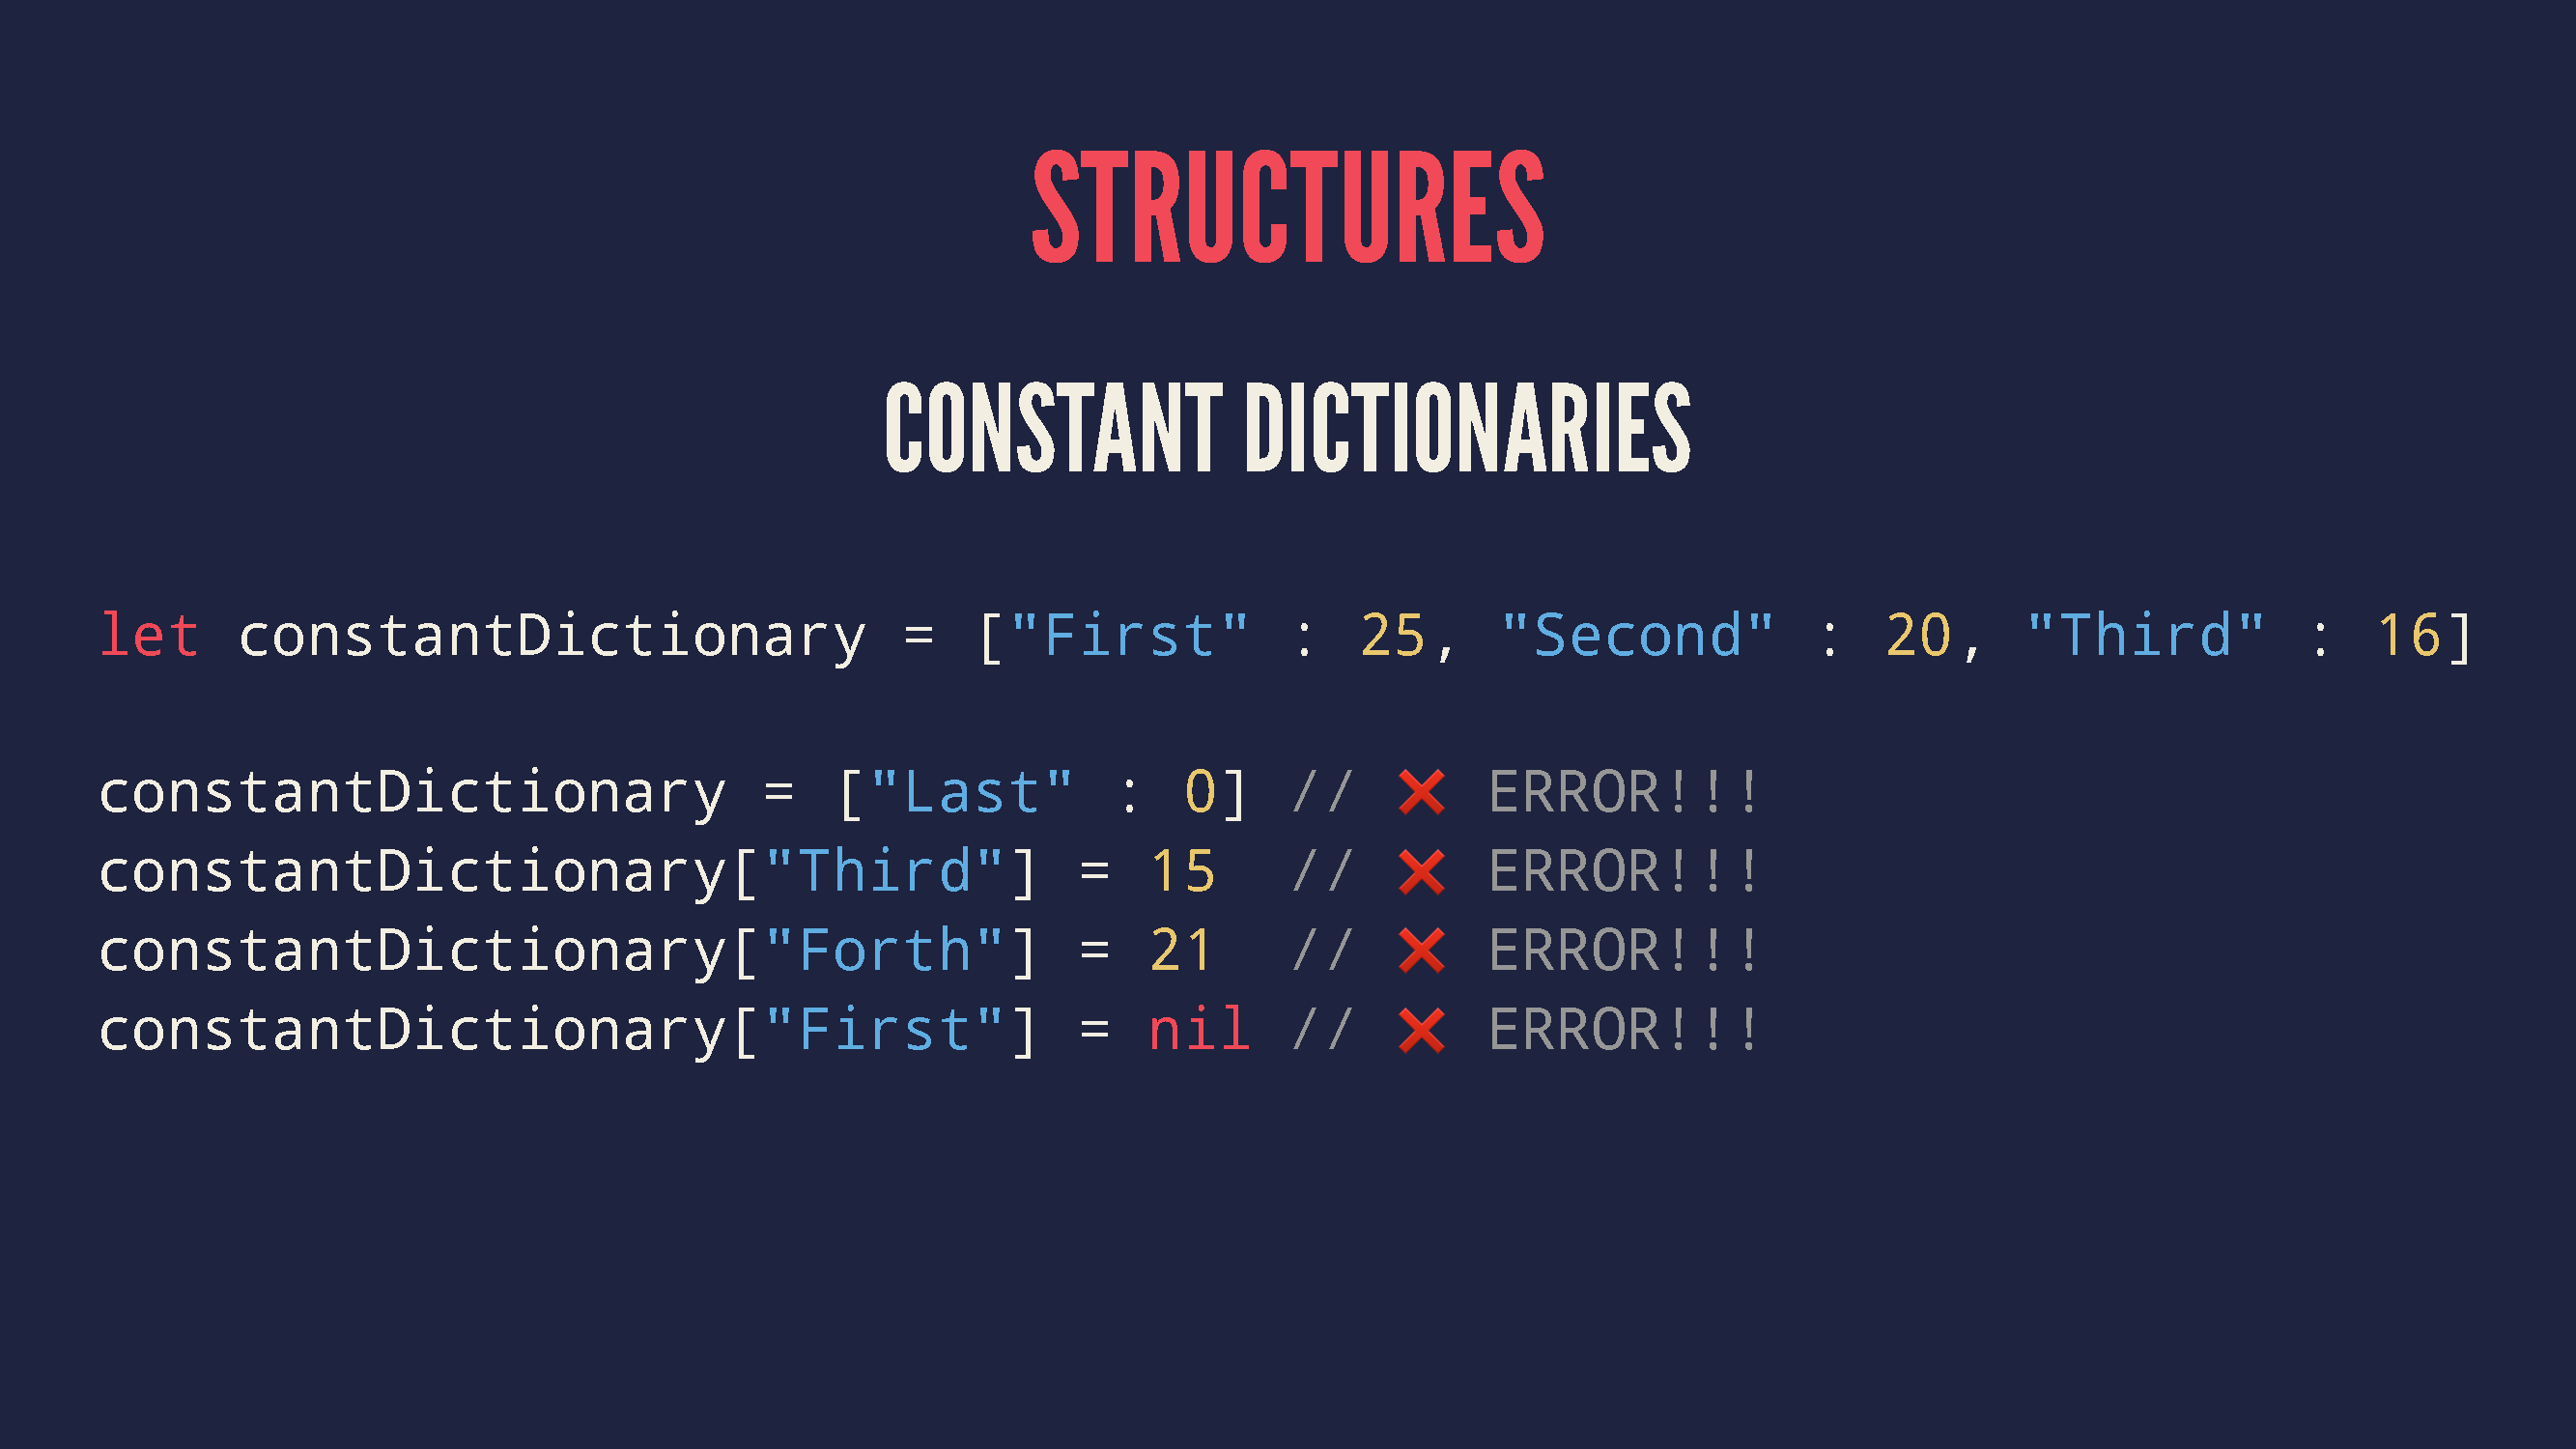 STRUCTURES
CONSTANT DICTIONARIES
let constantDictionary = ["First" : 25, "Second" : 20, "Third" : 16]
constantDictionary = ["Last" : 0] // ❌ ERROR!!!
constantDictionary["Third"] = 15 // ❌ ERROR!!!
constantDictionary["Forth"] = 21 // ❌ ERROR!!!
constantDictionary["First"] = nil // ❌ ERROR!!!